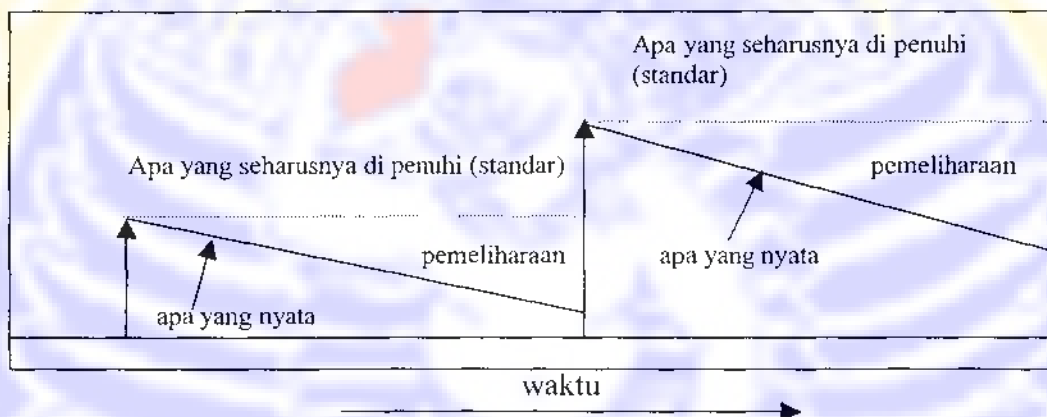 Apa yang seharusnya di penuhi
(standar)
Apa yang seharusnya di penuhi (standar)
pemeliharaan
pemeliharaan
apa yang nyata
apa yang nyata
waktu